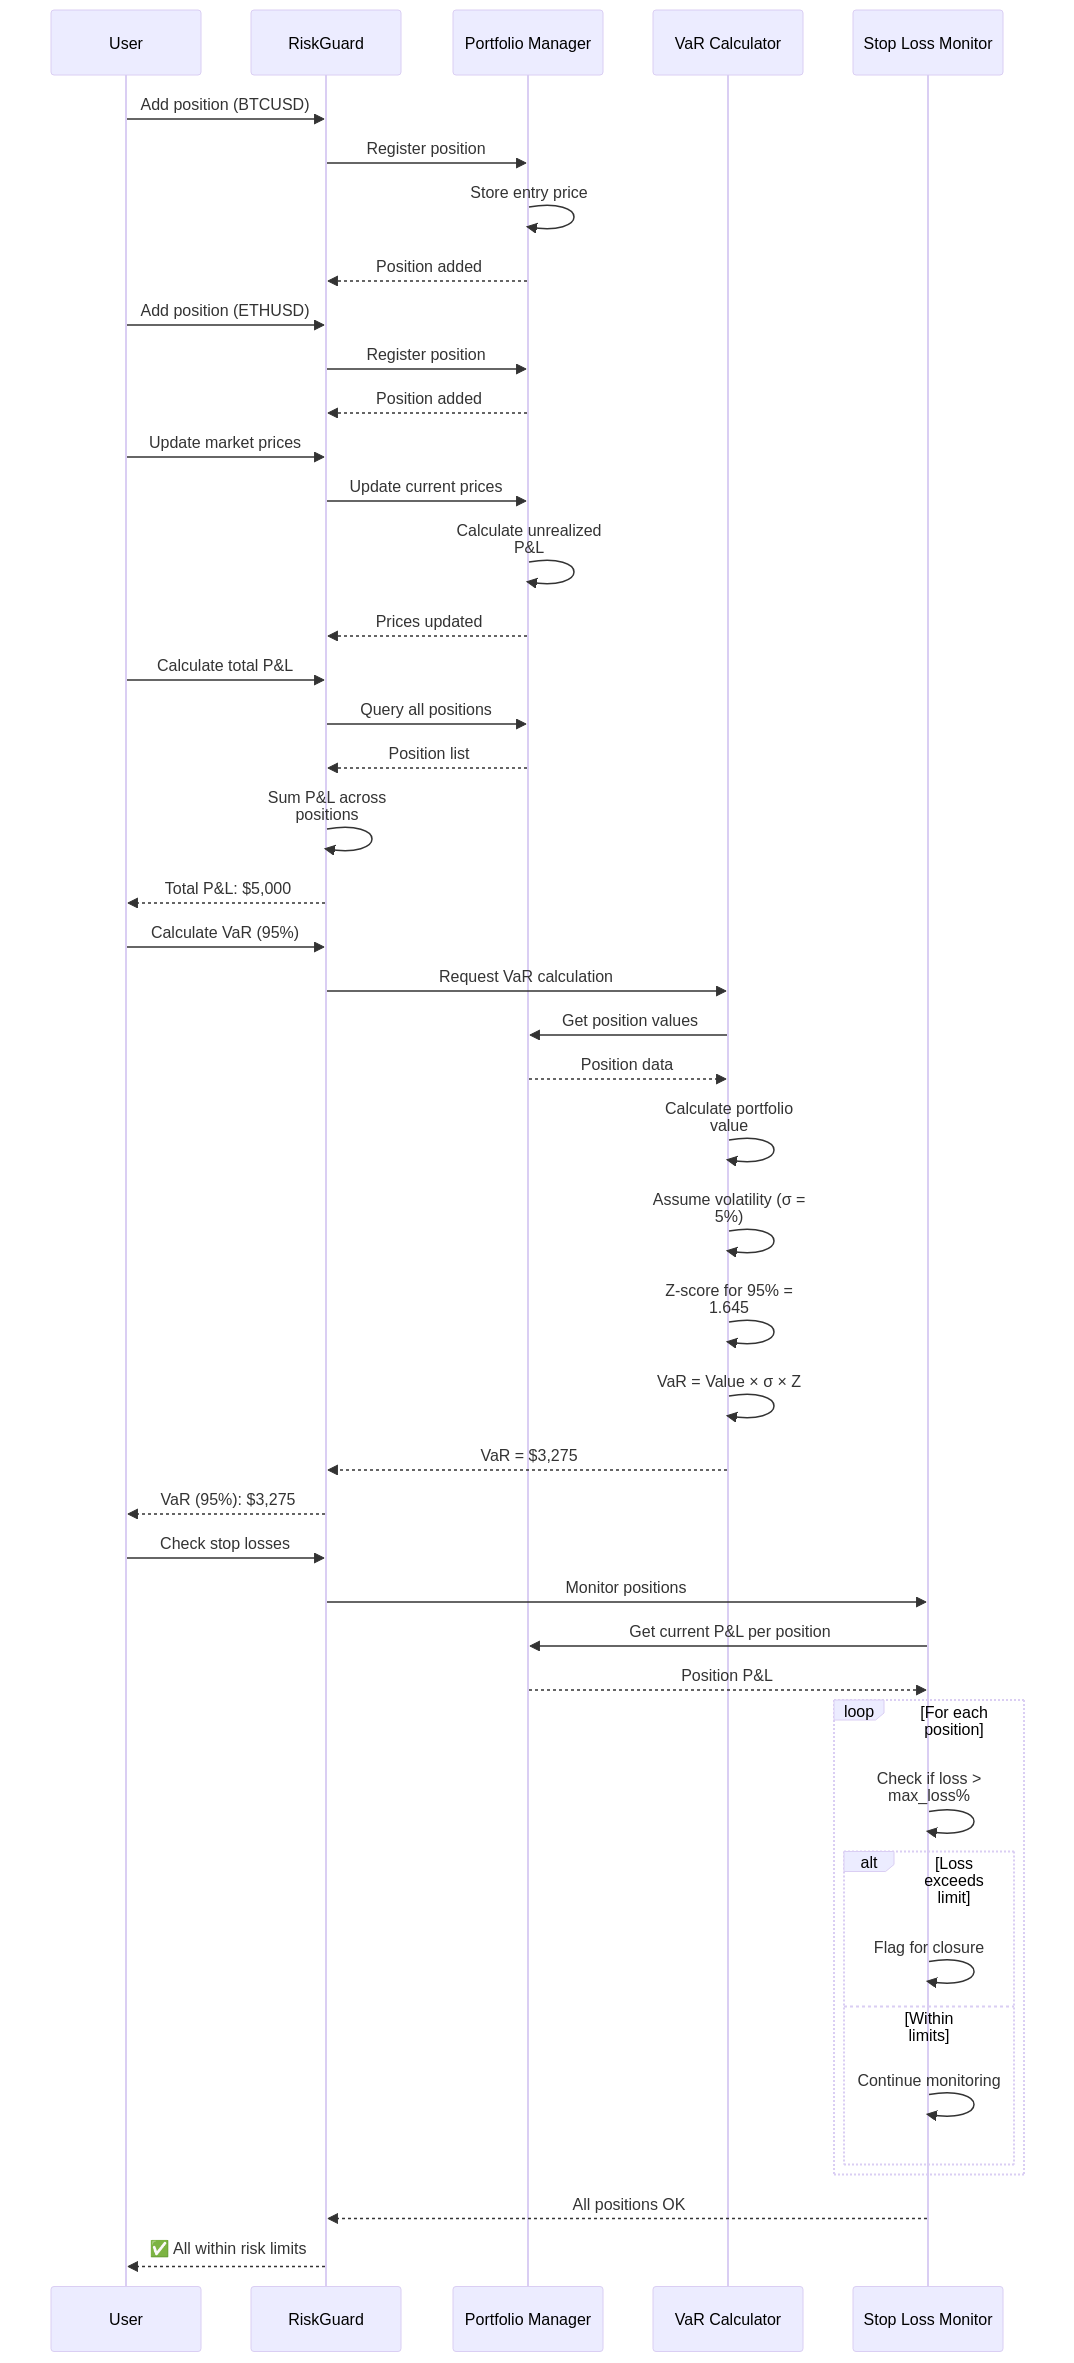 User
RiskGuard
Portfolio Manager
VaR Calculator
Stop Loss Monitor
Add position (BTCUSD)
Register position
Store entry price
Position added
Add position (ETHUSD)
Register position
Position added
Update market prices
Update current prices
Calculate unrealized
P&L
Prices updated
Calculate total P&L
Query all positions
Position list
Sum P&L across
positions
Total P&L: $5,000
Calculate VaR (95%)
Request VaR calculation
Get position values
Position data
Calculate portfolio
value
Assume volatility (σ =
5%)
Z-score for 95% =
1.645
VaR = Value × σ × Z
VaR = $3,275
VaR (95%): $3,275
Check stop losses
Monitor positions
Get current P&L per position
Position P&L
loop
[For each
position]
Check if loss >
max_loss%
alt
[Loss
exceeds
limit]
Flag for closure
[Within
limits]
Continue monitoring
All positions OK
✅ All within risk limits
User
RiskGuard
Portfolio Manager
VaR Calculator
Stop Loss Monitor